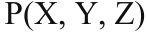 P(X, Y, Z)